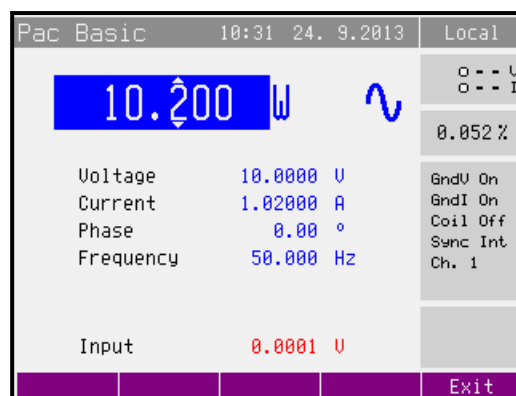 Pac Basic 10:31 24. 9.2013 Local
o-- V
o-- I
10.200 W
0.052 %
Voltage 10.0000 V
Current 1.02000 A
Phase 0.00 °
Frequency 50.000 Hz
GndV On
GndI On
Coil Off
Sync Int
Ch. 1
Input 0.0001 V
Exit